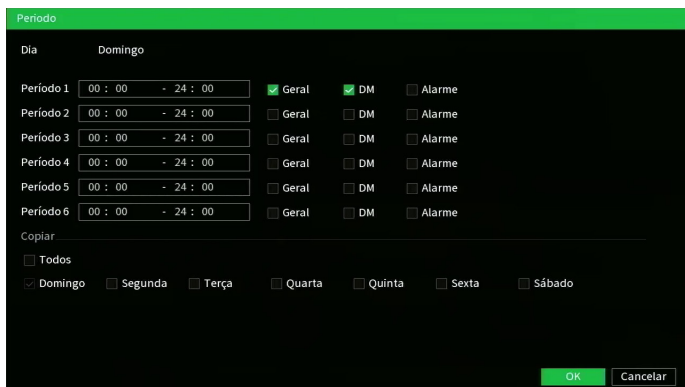 Periodo
Dia Domingo
Período 1 00 : 00 - 24 : 00 Geral DM Alarme
Período 2 00 : 00 - 24 : 00 Geral DM Alarme
Período 3 00 : 00 - 24 : 00 Geral DM Alarme
Período 4 00 : 00 - 24 : 00 Geral DM Alarme
Período 5 00 : 00 - 24 : 00 Geral DM Alarme
Período 6 00 : 00 - 24 : 00 Geral DM Alarme
Copiar
Todos
Domingo Segunda Terça Quarta Quinta Sexta Sábado
OK Cancelar